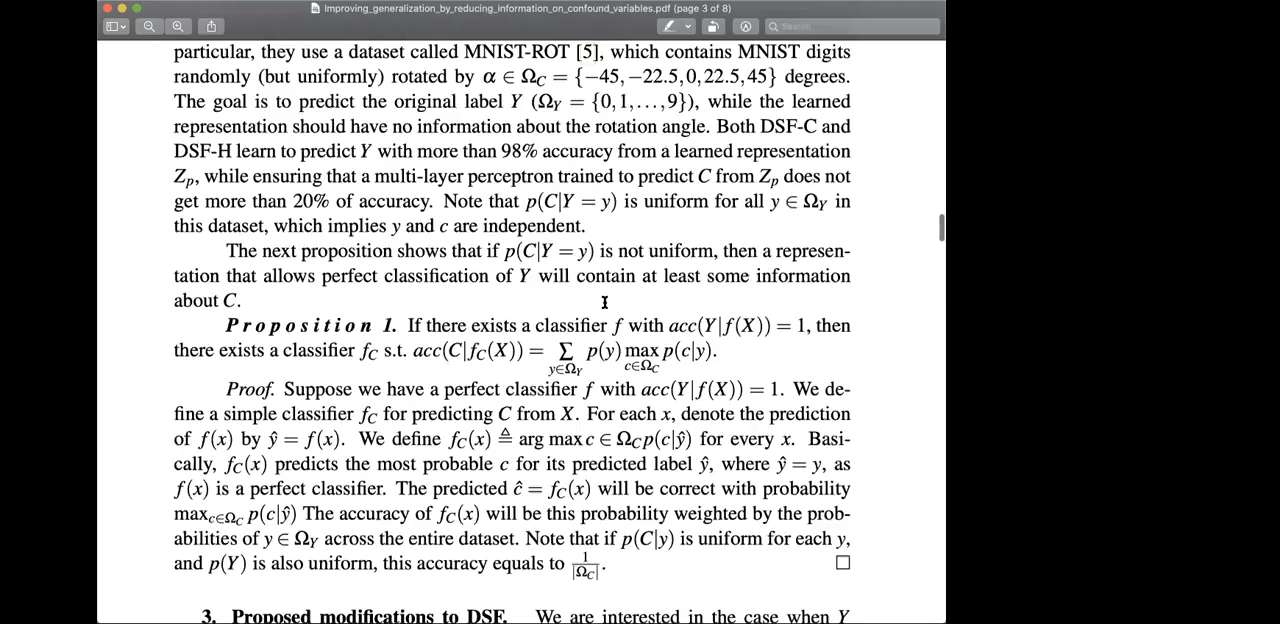 Improving_generalization_by_reducing_information_on_confound_variables.pdf (page 3 of 8)
Search
particular, they use a dataset called MNIST-ROT [5], which contains MNIST digits
randomly (but uniformly) rotated by α ∈ Ω_C = {−45, −22.5, 0, 22.5, 45} degrees.
The goal is to predict the original label Y (Ω_Y = {0, 1, . . . , 9}), while the learned
representation should have no information about the rotation angle. Both DSF-C and
DSF-H learn to predict Y with more than 98% accuracy from a learned representation
Z_p, while ensuring that a multi-layer perceptron trained to predict C from Z_p does not
get more than 20% of accuracy. Note that p(C|Y = y) is uniform for all y ∈ Ω_Y in
this dataset, which implies y and c are independent.
The next proposition shows that if p(C|Y = y) is not uniform, then a represen-
tation that allows perfect classification of Y will contain at least some information
about C.
Proposition 1. If there exists a classifier f with acc(Y|f(X)) = 1, then
there exists a classifier f_C s.t. acc(C|f_C(X)) = ∑_{y∈Ω_Y} p(y) max_{c∈Ω_C} p(c|y).
Proof. Suppose we have a perfect classifier f with acc(Y|f(X)) = 1. We de-
fine a simple classifier f_C for predicting C from X. For each x, denote the prediction
of f(x) by ŷ = f(x). We define f_C(x) ≜ arg max c ∈ Ω_C p(c|ŷ) for every x. Basi-
cally, f_C(x) predicts the most probable c for its predicted label ŷ, where ŷ = y, as
f(x) is a perfect classifier. The predicted ĉ = f_C(x) will be correct with probability
max_{c∈Ω_C} p(c|ŷ) The accuracy of f_C(x) will be this probability weighted by the prob-
abilities of y ∈ Ω_Y across the entire dataset. Note that if p(C|y) is uniform for each y,
and p(Y) is also uniform, this accuracy equals to 1/|Ω_C|. □
3. Proposed modifications to DSF. We are interested in the case when Y